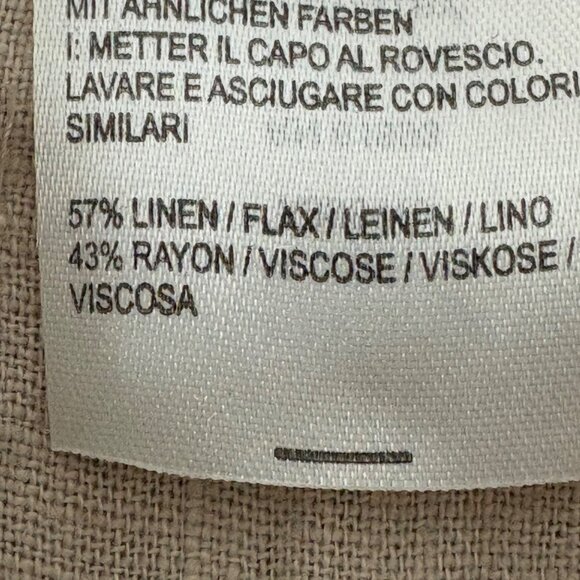 MIT ÄHNLICHEN FARBEN
I: METTER IL CAPO AL ROVESCIO.
LAVARE E ASCIUGARE CON COLORI
SIMILARI
57% LINEN / FLAX / LEINEN / LINO
43% RAYON / VISCOSE / VISKOSE /
VISCOSA